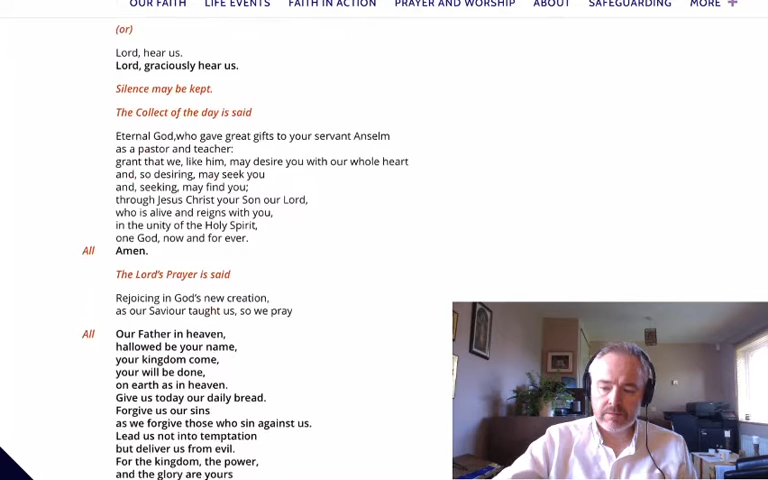 OUR FAITH LIFE EVENTS FAITH IN ACTION PRAYER AND WORSHIP ABOUT SAFEGUARDING MORE +
(or)
Lord, hear us.
Lord, graciously hear us.
Silence may be kept.
The Collect of the day is said
Eternal God,who gave great gifts to your servant Anselm
as a pastor and teacher:
grant that we, like him, may desire you with our whole heart
and, so desiring, may seek you
and, seeking, may find you;
through Jesus Christ your Son our Lord,
who is alive and reigns with you,
in the unity of the Holy Spirit,
one God, now and for ever.
All Amen.
The Lord's Prayer is said
Rejoicing in God's new creation,
as our Saviour taught us, so we pray
All Our Father in heaven,
hallowed be your name,
your kingdom come,
your will be done,
on earth as in heaven.
Give us today our daily bread.
Forgive us our sins
as we forgive those who sin against us.
Lead us not into temptation
but deliver us from evil.
For the kingdom, the power,
and the glory are yours